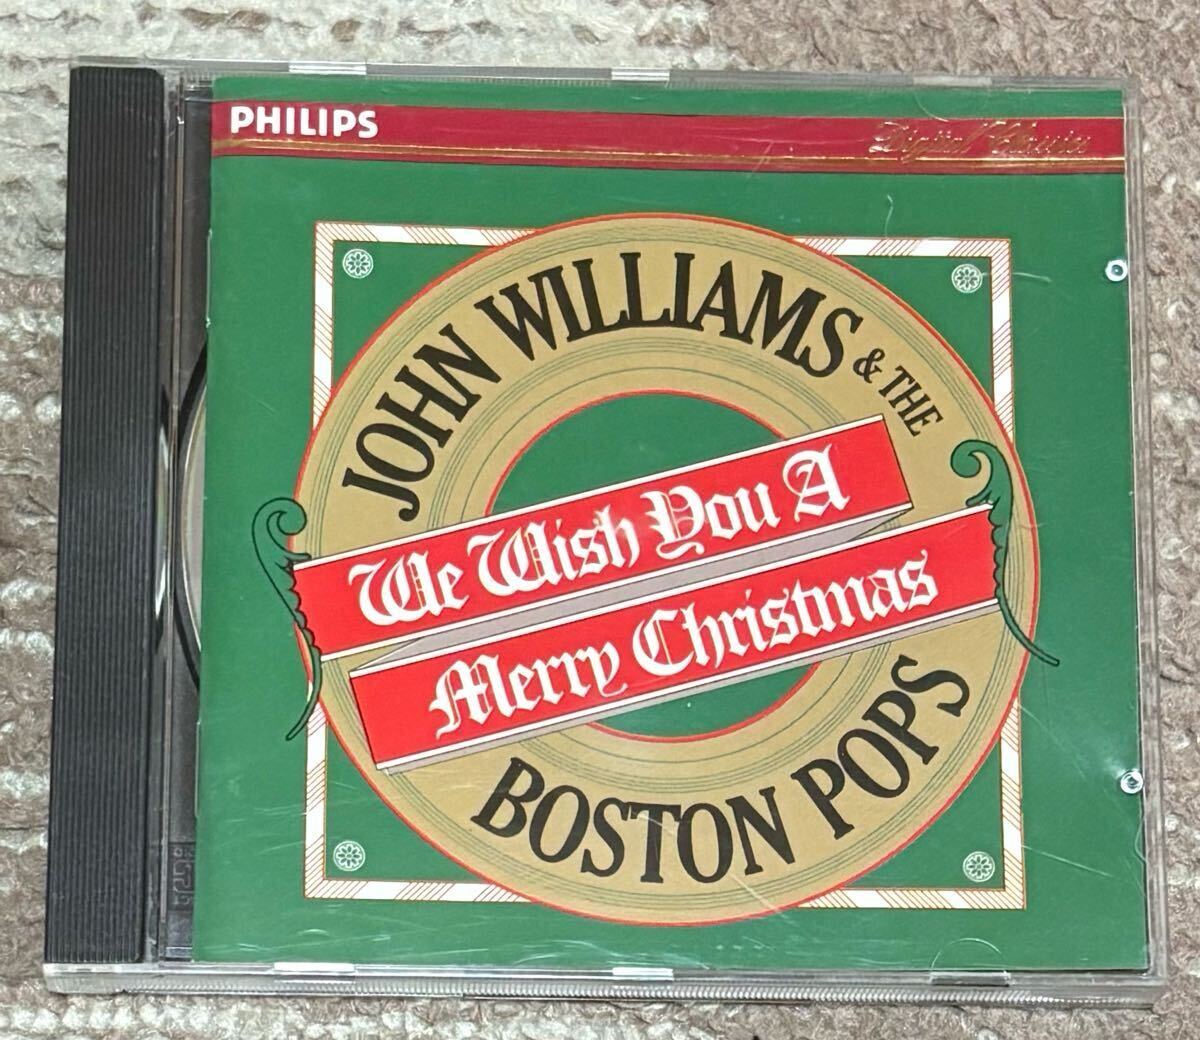 PHILIPS
Digital Classics
JOHN WILLIAMS & THE
We Wish You A
Merry Christmas
BOSTON POPS